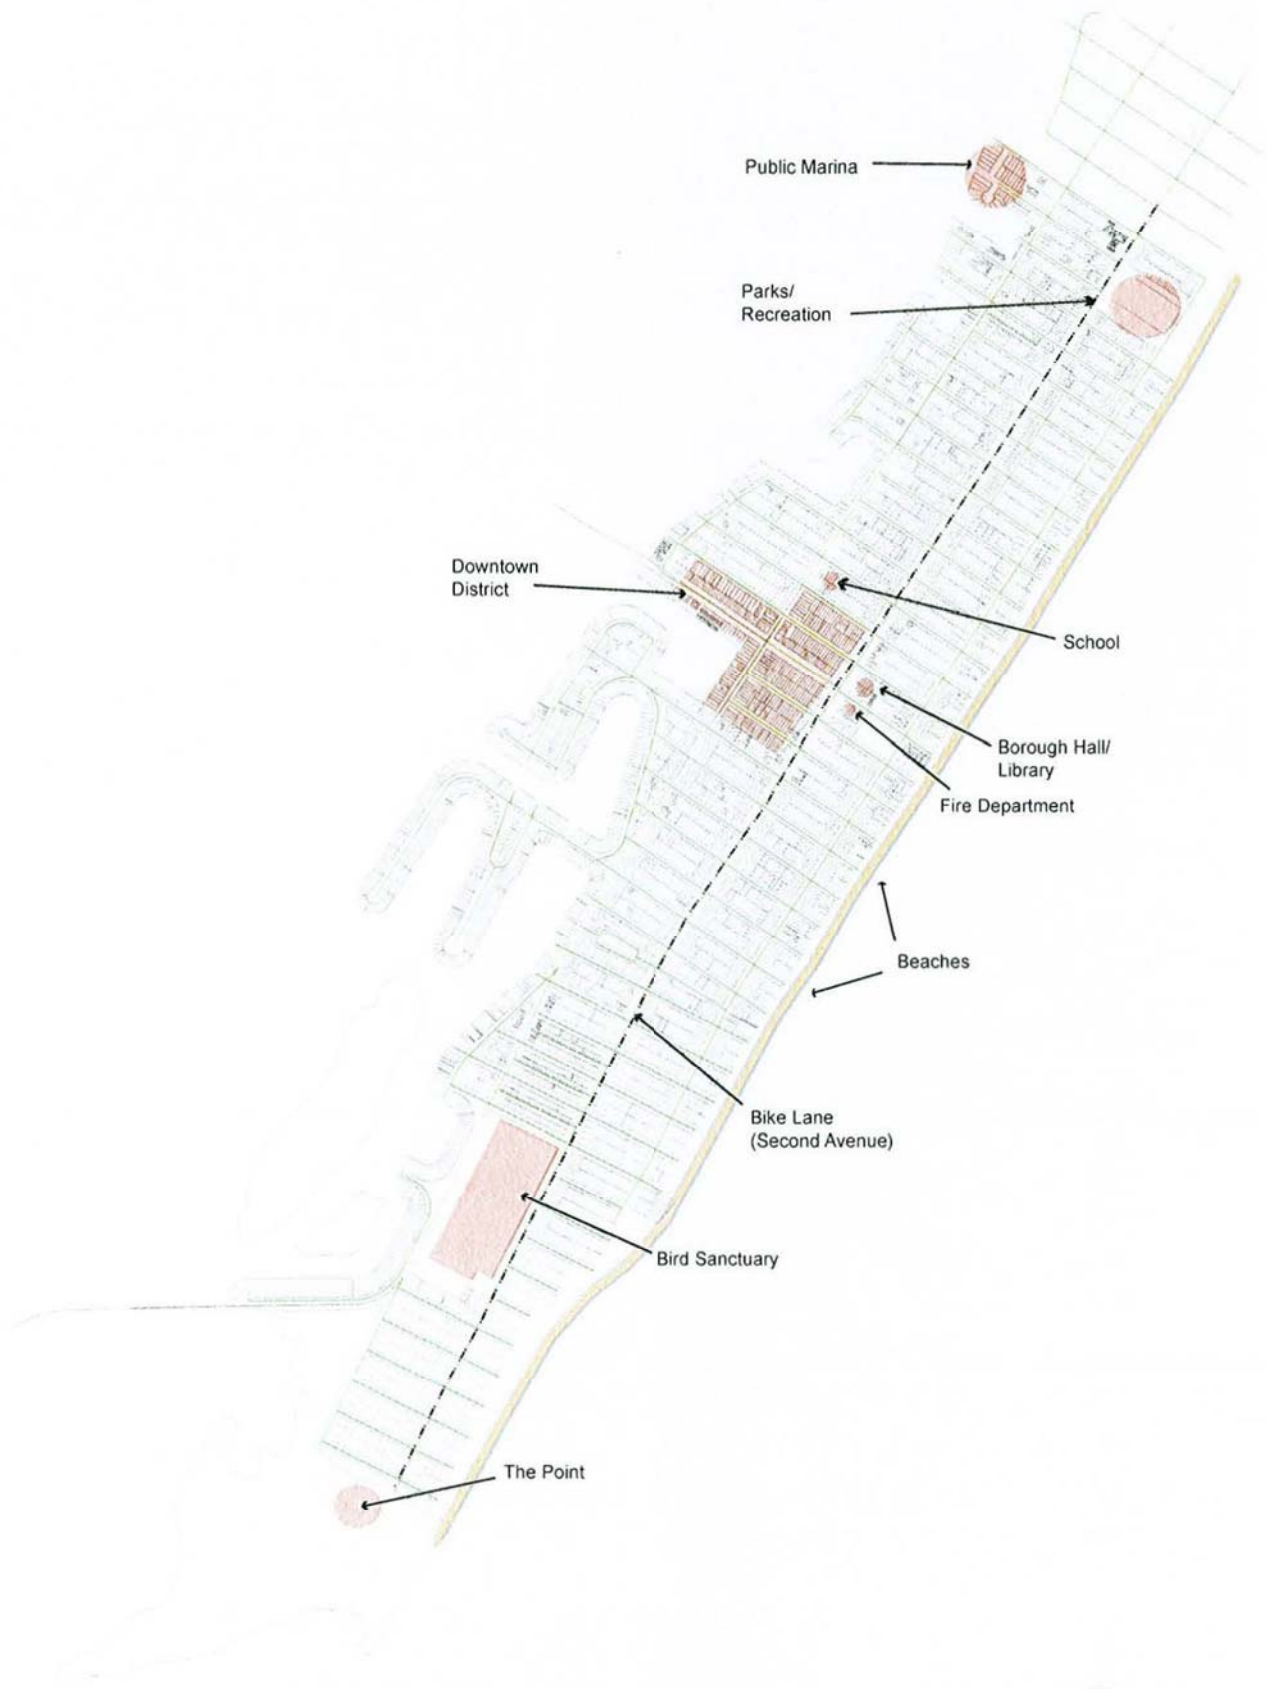 Public Marina
Parks/
Recreation
Downtown
District
School
Borough Hall/
Library
Fire Department
Beaches
Bike Lane
(Second Avenue)
Bird Sanctuary
The Point